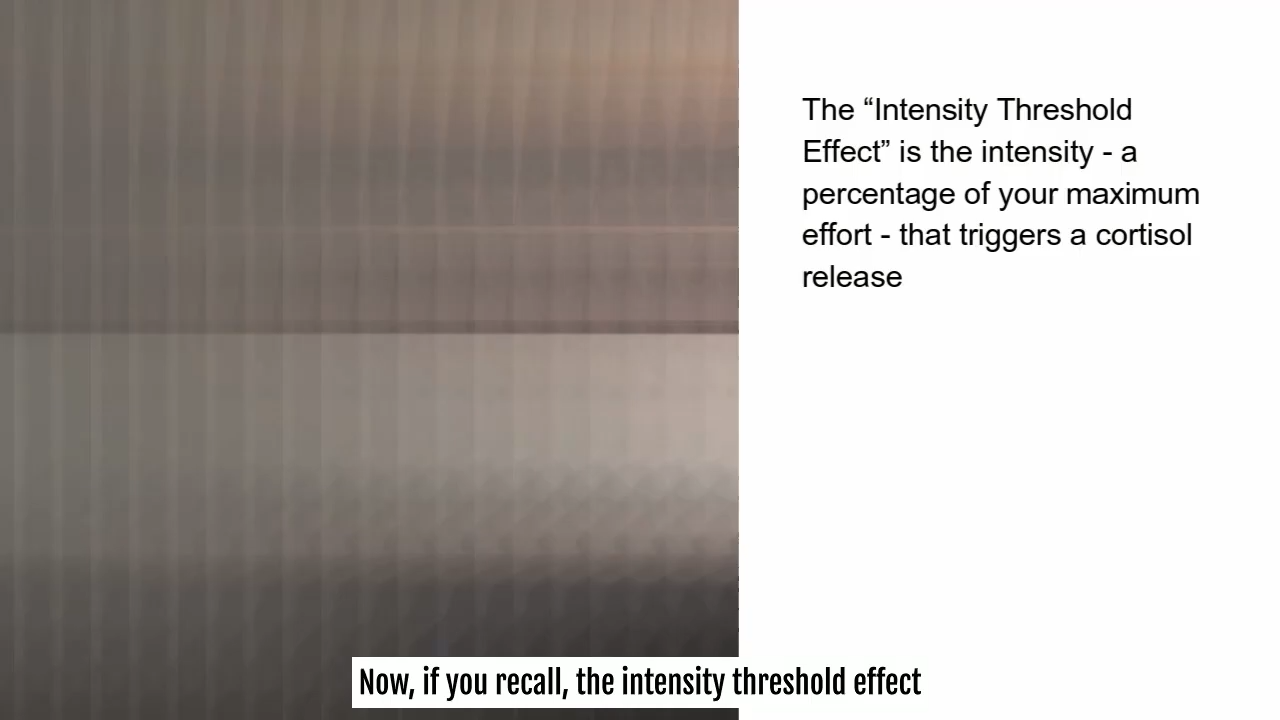 The “Intensity Threshold
Effect” is the intensity - a
percentage of your maximum
effort - that triggers a cortisol
release
Now, if you recall, the intensity threshold effect